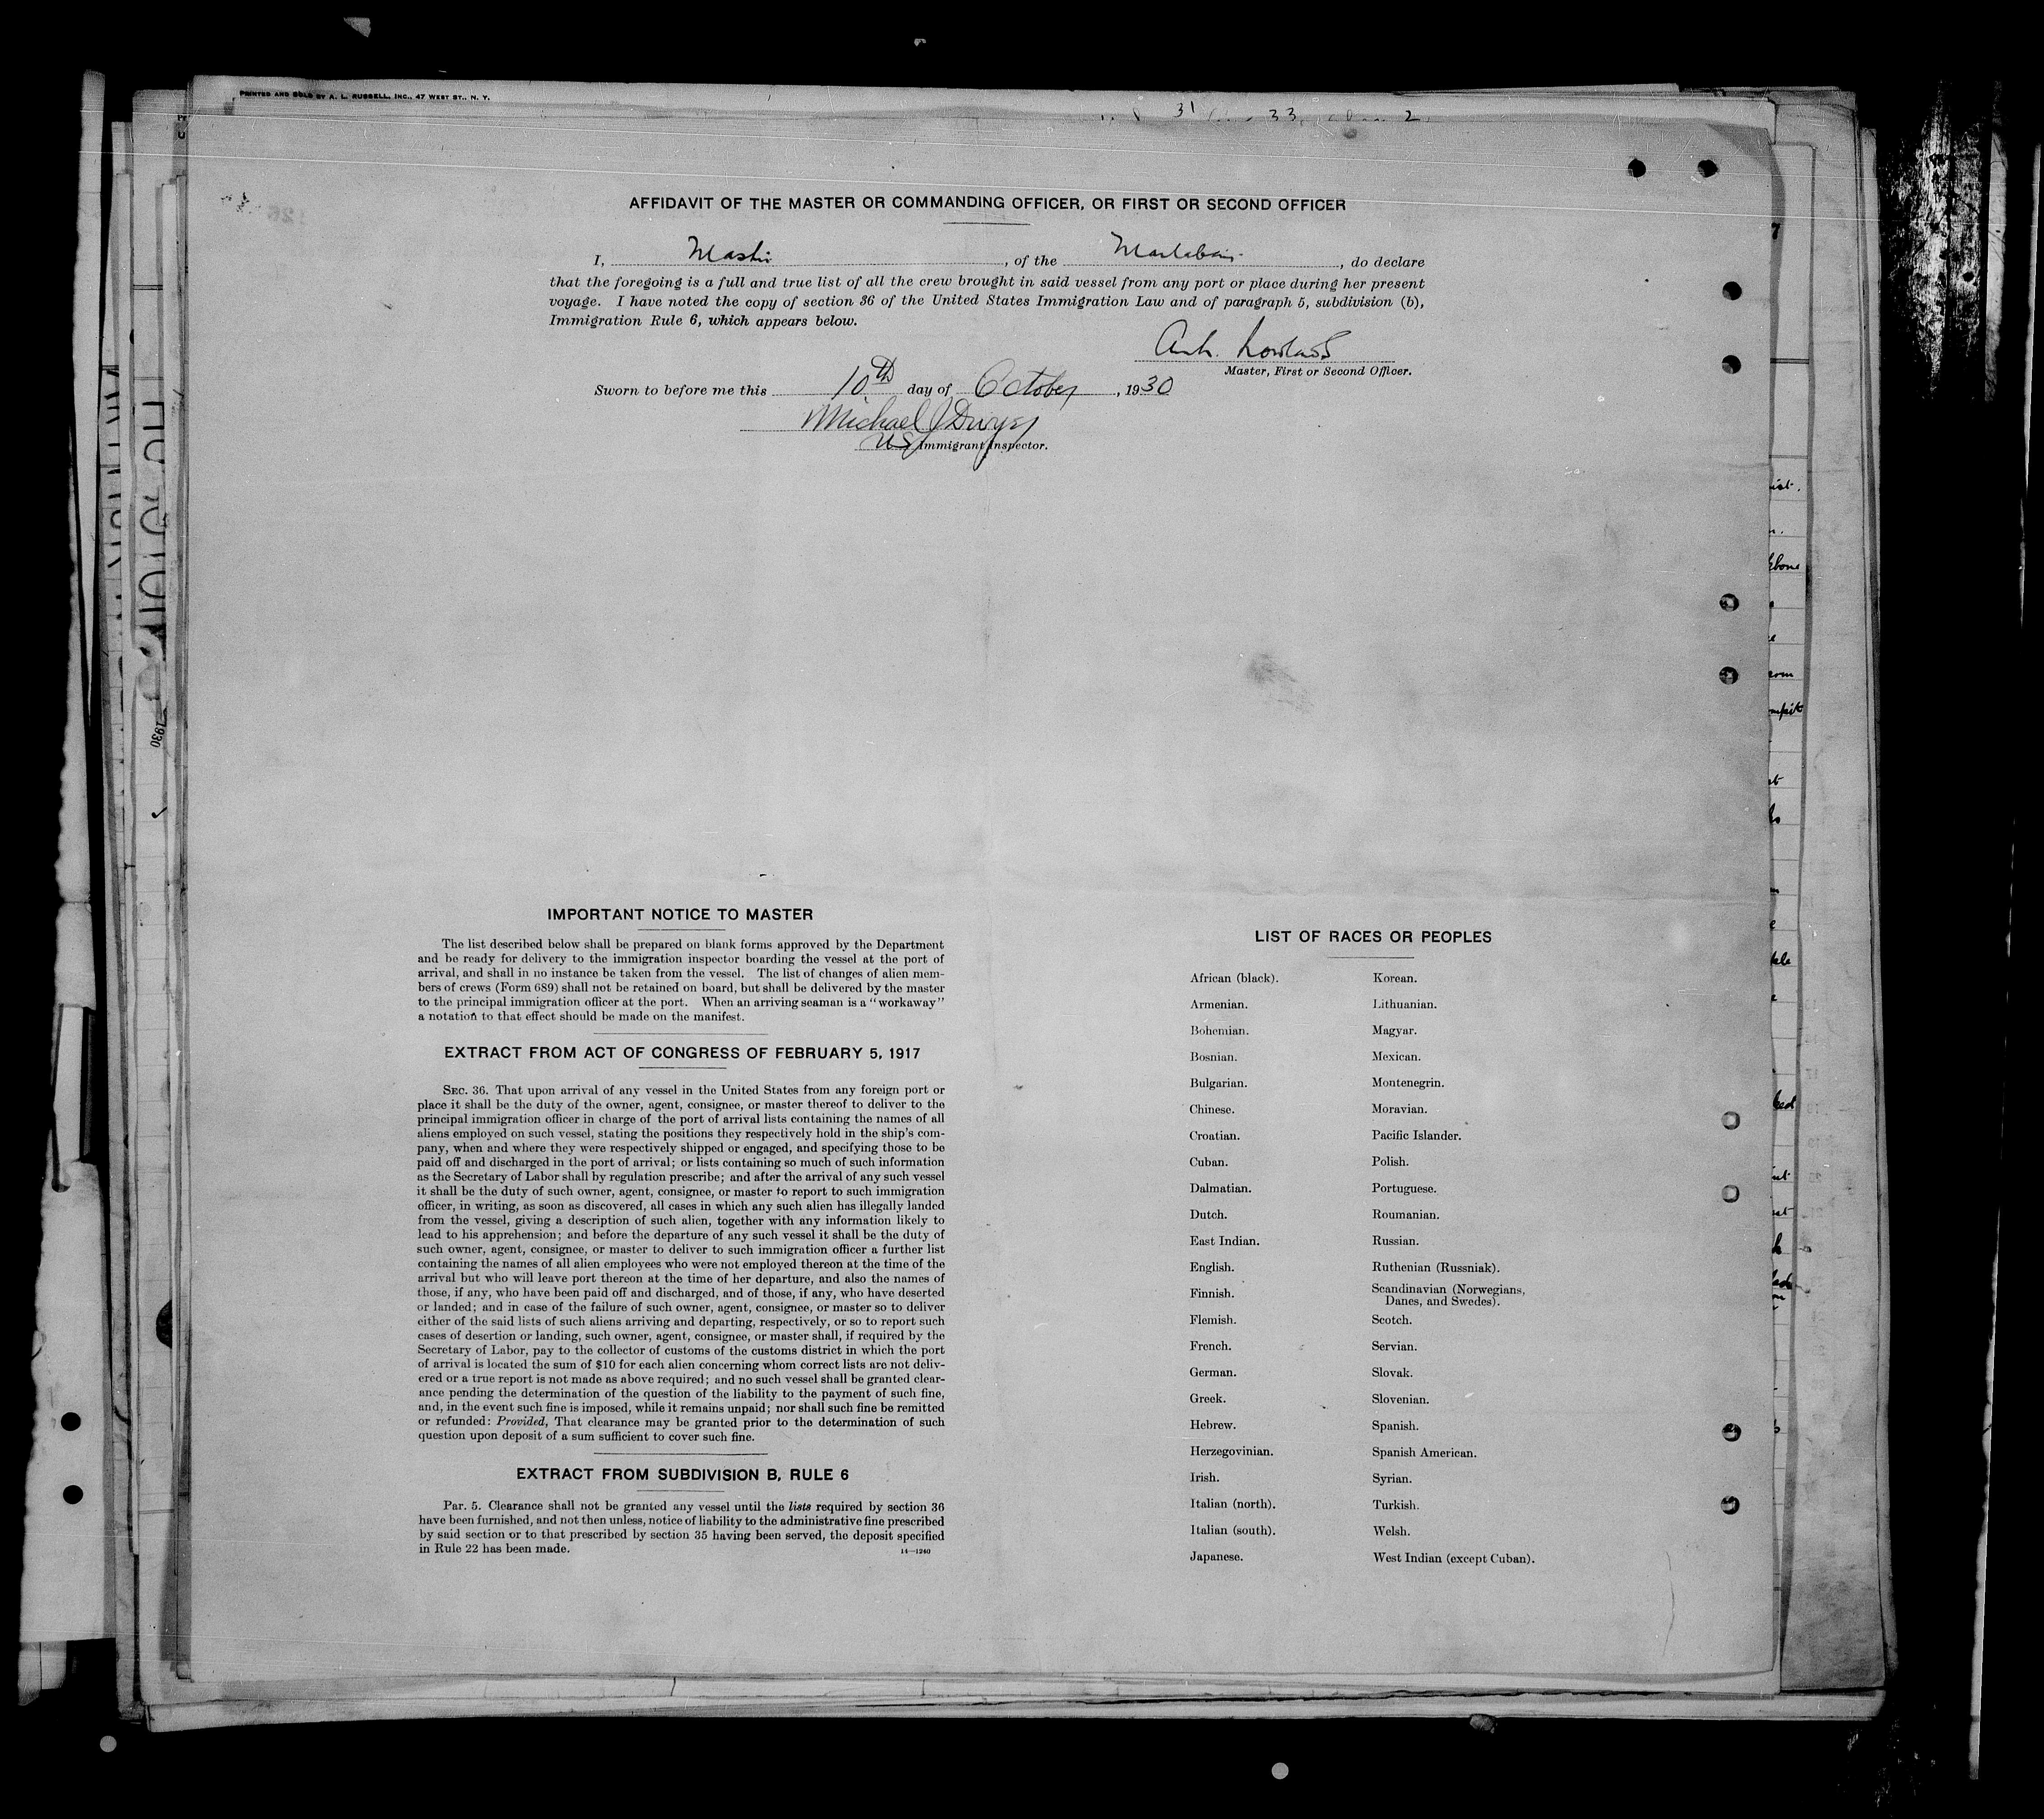 PRINTED AND SOLD BY A. L. RUSSELL, INC., 47 WEST ST., N. Y.
31 33 2
AFFIDAVIT OF THE MASTER OR COMMANDING OFFICER, OR FIRST OR SECOND OFFICER
I, , of the , do declare
that the foregoing is a full and true list of all the crew brought in said vessel from any port or place during her present
voyage. I have noted the copy of section 36 of the United States Immigration Law and of paragraph 5, subdivision (b),
Immigration Rule 6, which appears below.
Master, First or Second Officer.
Sworn to before me this 10th day of October, 1930
Michael J Dwyer
US Immigrant Inspector.
1930
IMPORTANT NOTICE TO MASTER
The list described below shall be prepared on blank forms approved by the Department
and be ready for delivery to the immigration inspector boarding the vessel at the port of
arrival, and shall in no instance be taken from the vessel. The list of changes of alien mem-
bers of crews (Form 689) shall not be retained on board, but shall be delivered by the master
to the principal immigration officer at the port. When an arriving seaman is a "workaway"
a notation to that effect should be made on the manifest.
EXTRACT FROM ACT OF CONGRESS OF FEBRUARY 5, 1917
SEC. 36. That upon arrival of any vessel in the United States from any foreign port or
place it shall be the duty of the owner, agent, consignee, or master thereof to deliver to the
principal immigration officer in charge of the port of arrival lists containing the names of all
aliens employed on such vessel, stating the positions they respectively hold in the ship's com-
pany, when and where they were respectively shipped or engaged, and specifying those to be
paid off and discharged in the port of arrival; or lists containing so much of such information
as the Secretary of Labor shall by regulation prescribe; and after the arrival of any such vessel
it shall be the duty of such owner, agent, consignee, or master to report to such immigration
officer, in writing, as soon as discovered, all cases in which any such alien has illegally landed
from the vessel, giving a description of such alien, together with any information likely to
lead to his apprehension; and before the departure of any such vessel it shall be the duty of
such owner, agent, consignee, or master to deliver to such immigration officer a further list
containing the names of all alien employees who were not employed thereon at the time of the
arrival but who will leave port thereon at the time of her departure, and also the names of
those, if any, who have been paid off and discharged, and of those, if any, who have deserted
or landed; and in case of the failure of such owner, agent, consignee, or master so to deliver
either of the said lists of such aliens arriving and departing, respectively, or so to report such
cases of desertion or landing, such owner, agent, consignee, or master shall, if required by the
Secretary of Labor, pay to the collector of customs of the customs district in which the port
of arrival is located the sum of $10 for each alien concerning whom correct lists are not deliv-
ered or a true report is not made as above required; and no such vessel shall be granted clear-
ance pending the determination of the question of the liability to the payment of such fine,
and, in the event such fine is imposed, while it remains unpaid; nor shall such fine be remitted
or refunded: Provided, That clearance may be granted prior to the determination of such
question upon deposit of a sum sufficient to cover such fine.
EXTRACT FROM SUBDIVISION B, RULE 6
Par. 5. Clearance shall not be granted any vessel until the lists required by section 36
have been furnished, and not then unless, notice of liability to the administrative fine prescribed
by said section or to that prescribed by section 35 having been served, the deposit specified
in Rule 22 has been made.
14—1240
LIST OF RACES OR PEOPLES
African (black).
Armenian.
Bohemian.
Bosnian.
Bulgarian.
Chinese.
Croatian.
Cuban.
Dalmatian.
Dutch.
East Indian.
English.
Finnish.
Flemish.
French.
German.
Greek.
Hebrew.
Herzegovinian.
Irish.
Italian (north).
Italian (south).
Japanese.
Korean.
Lithuanian.
Magyar.
Mexican.
Montenegrin.
Moravian.
Pacific Islander.
Polish.
Portuguese.
Roumanian.
Russian.
Ruthenian (Russniak).
Scandinavian (Norwegians,
Danes, and Swedes).
Scotch.
Servian.
Slovak.
Slovenian.
Spanish.
Spanish American.
Syrian.
Turkish.
Welsh.
West Indian (except Cuban).